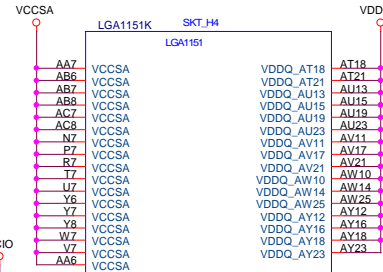 VCCSA VDD
LGA1151K SKT_H4
LGA1151
AA7 VCCSA VDDQ_AT18 AT18
AB6 VCCSA VDDQ_AT21 AT21
AB7 VCCSA VDDQ_AU13 AU13
AB8 VCCSA VDDQ_AU15 AU15
AC7 VCCSA VDDQ_AU19 AU19
AC8 VCCSA VDDQ_AU23 AU23
N7 VCCSA VDDQ_AV11 AV11
P7 VCCSA VDDQ_AV17 AV17
R7 VCCSA VDDQ_AV21 AV21
T7 VCCSA VDDQ_AW10 AW10
U7 VCCSA VDDQ_AW14 AW14
Y6 VCCSA VDDQ_AW25 AW25
Y7 VCCSA VDDQ_AY12 AY12
Y8 VCCSA VDDQ_AY16 AY16
W7 VCCSA VDDQ_AY18 AY18
V7 VCCSA VDDQ_AY23 AY23
AA6 VCCSA
CIO